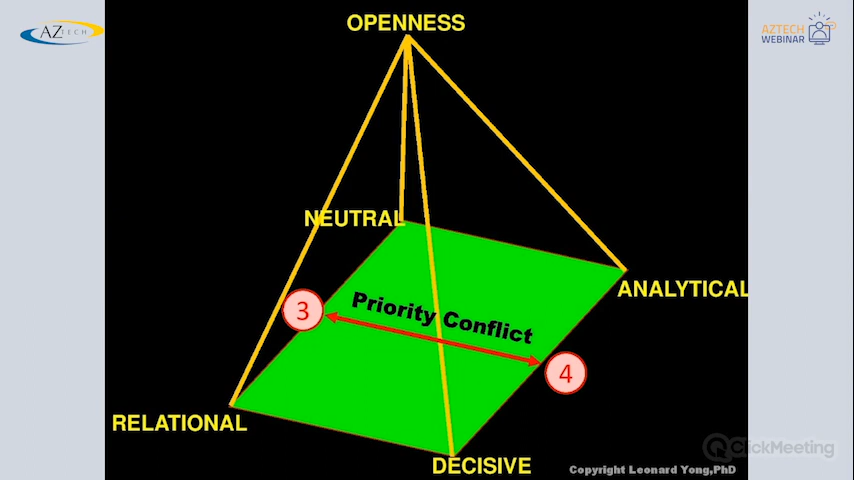 OPENNESS
AZTECH
AZTECH
WEBINAR
NEUTRAL
ANALYTICAL
3
Priority Conflict
4
RELATIONAL
DECISIVE
ClickMeeting
Copyright Leonard Yong,PhD